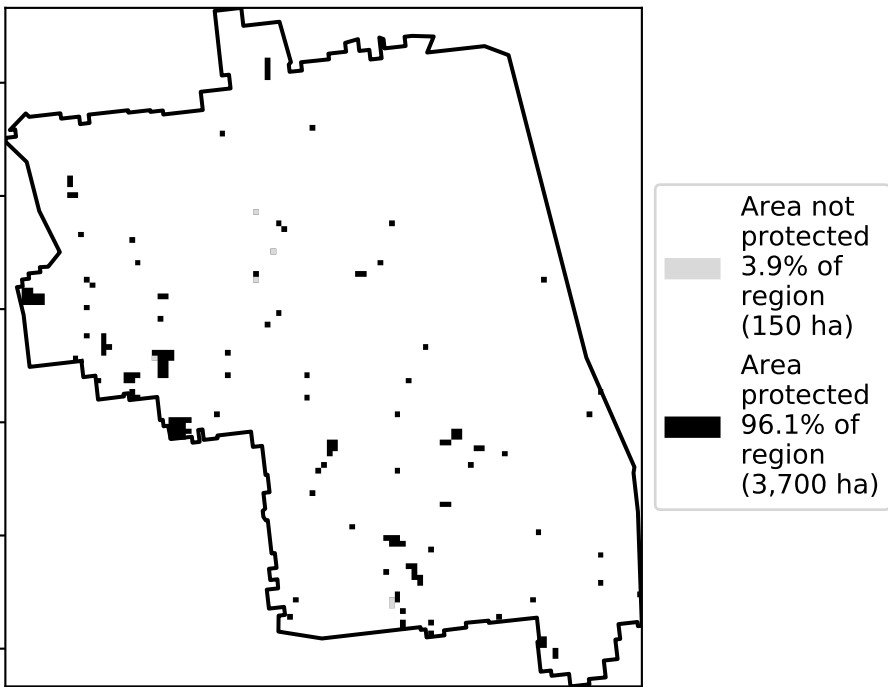 Area not
protected
3.9% of
region
(150 ha)
Area
protected
96.1% of
region
(3,700 ha)